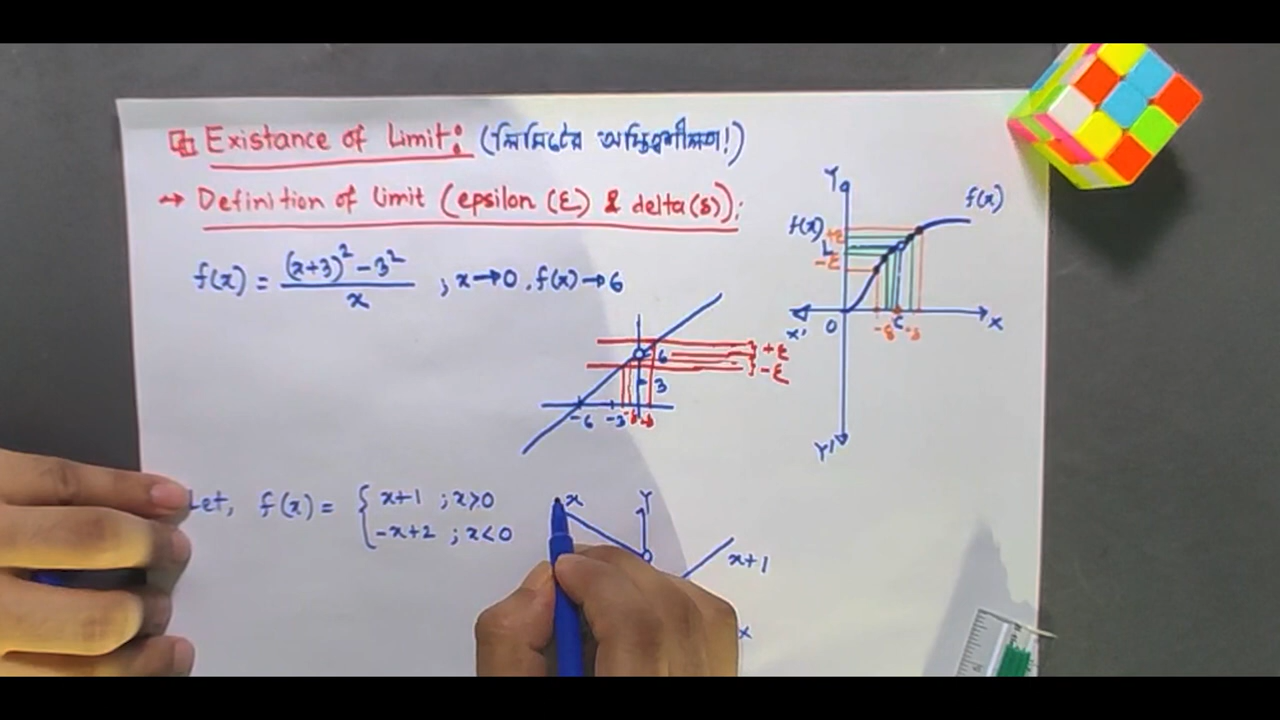 Existance of Limit: (লিমিটের অস্তিত্বশীলতা!)
→ Definition of limit (epsilon (ε) & delta(δ));
f(x) = ((x+3)² - 3²)/x ; x→0, f(x)→6
Y
f(x)
f(x)
+ε
L
-ε
X'
O
-δ
C
-δ
X
Y'
6
+ε
-ε
3
-6
-3
-δ
Let, f(x) = { x+1 ; x≥0
-x+2 ; x<0
x
Y
x+1
x